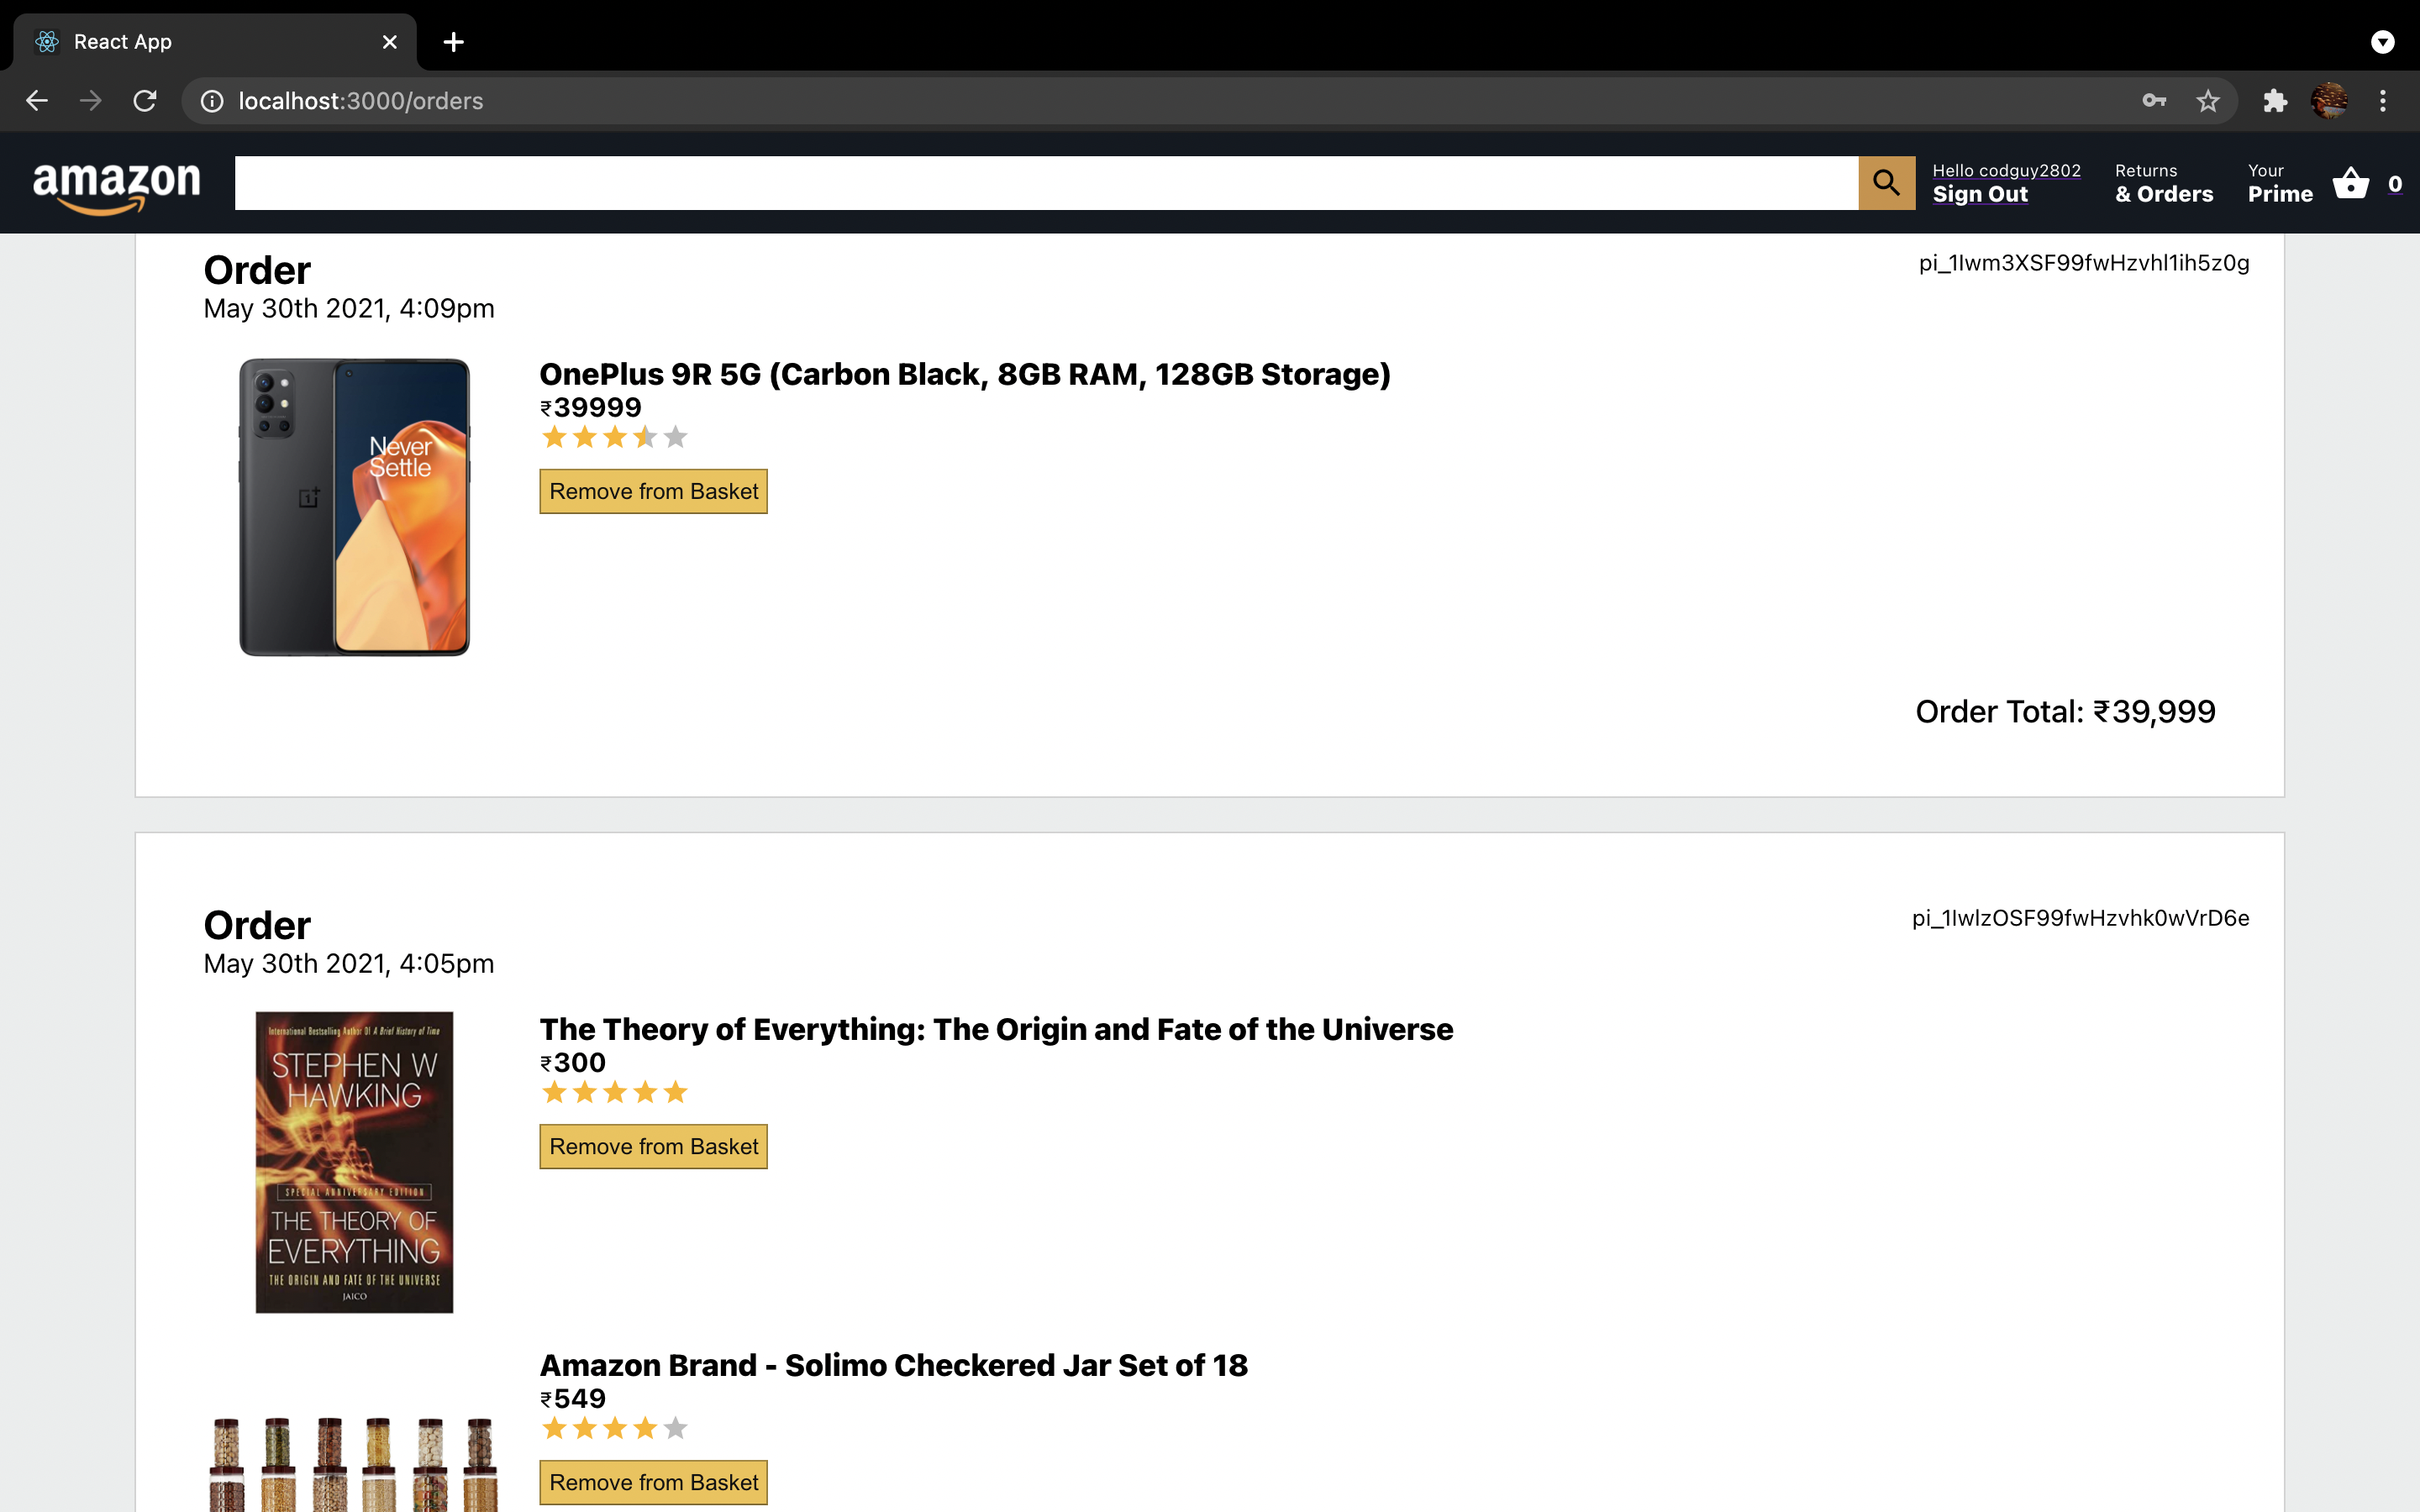 React App
localhost:3000/orders
amazon
Hello codguy2802
Sign Out
Returns
& Orders
Your
Prime
0
Order
pi_1Iwm3XSF99fwHzvhl1ih5z0g
May 30th 2021, 4:09pm
Never
Settle
OnePlus 9R 5G (Carbon Black, 8GB RAM, 128GB Storage)
₹39999
Remove from Basket
Order Total: ₹39,999
Order
pi_1IwlzOSF99fwHzvhk0wVrD6e
May 30th 2021, 4:05pm
International Bestselling Author Of A Brief History of Time
STEPHEN W
HAWKING
SPECIAL ANNIVERSARY EDITION
THE THEORY OF
EVERYTHING
THE ORIGIN AND FATE OF THE UNIVERSE
JAICO
The Theory of Everything: The Origin and Fate of the Universe
₹300
Remove from Basket
Amazon Brand - Solimo Checkered Jar Set of 18
₹549
Remove from Basket